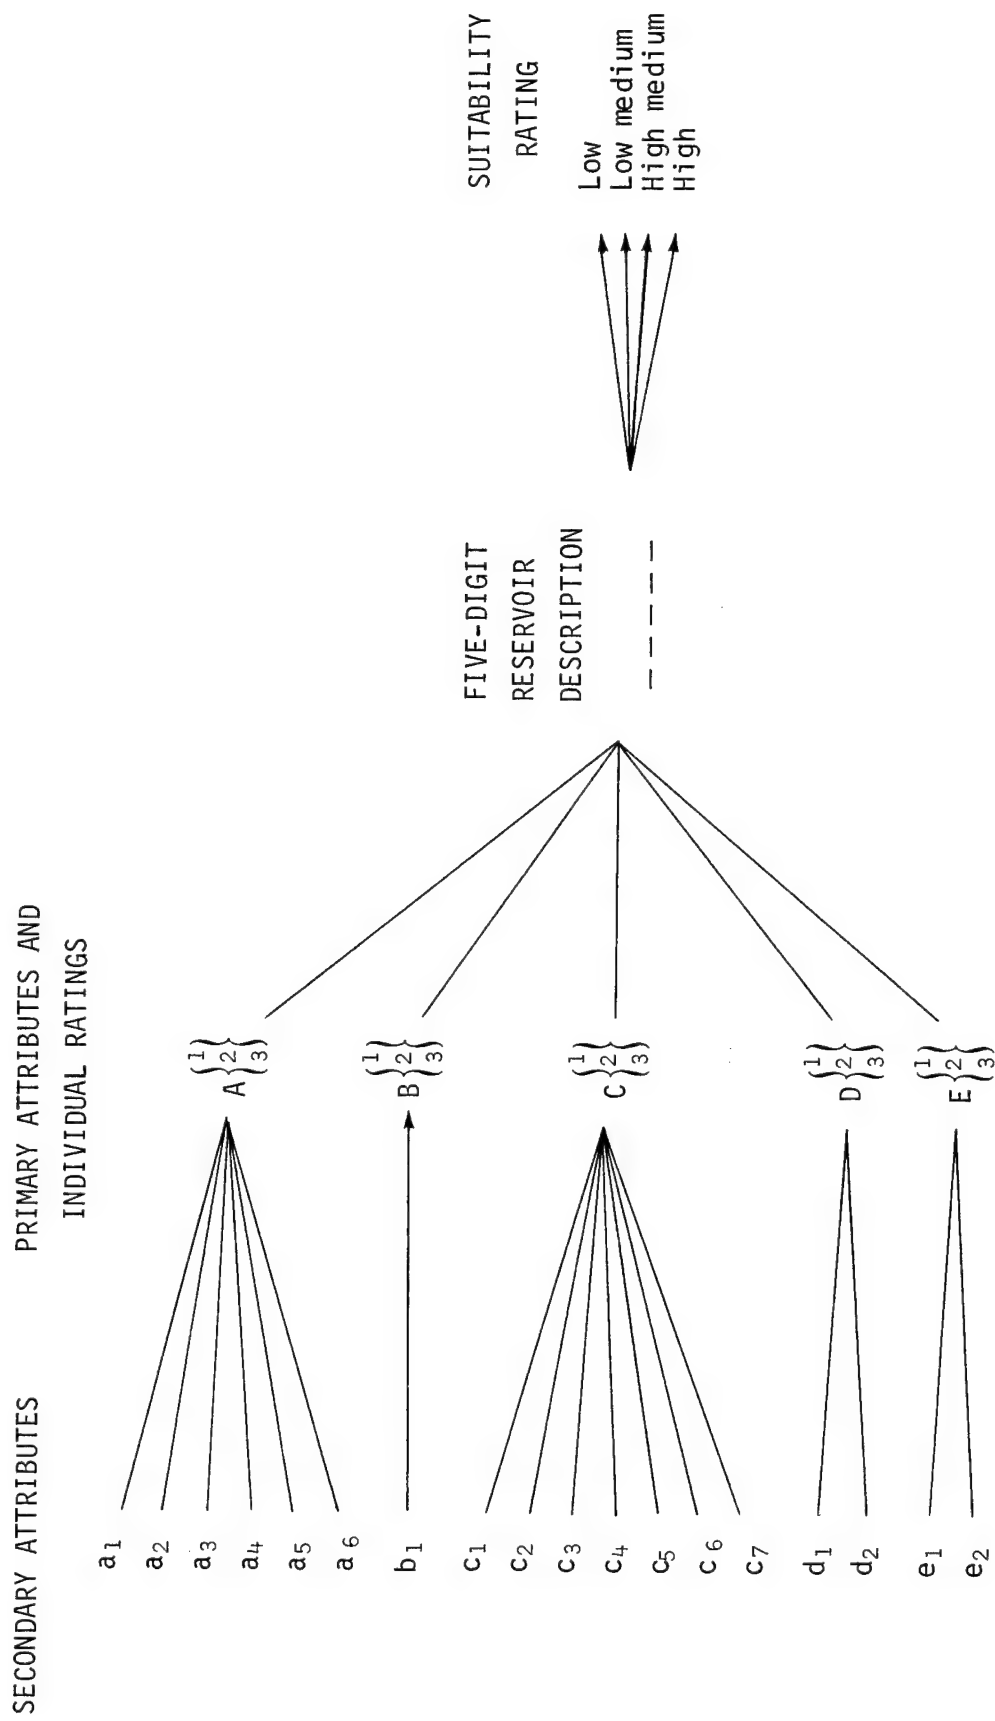 SECONDARY ATTRIBUTES
PRIMARY ATTRIBUTES AND
INDIVIDUAL RATINGS
a1
a2
a3
a4
a5
a6
b1
c1
c2
c3
c4
c5
c6
c7
d1
d2
e1
e2
A {1 2 3}
B {1 2 3}
C {1 2 3}
D {1 2 3}
E {1 2 3}
FIVE-DIGIT
RESERVOIR
DESCRIPTION
_ _ _ _ _
SUITABILITY
RATING
Low
Low medium
High medium
High